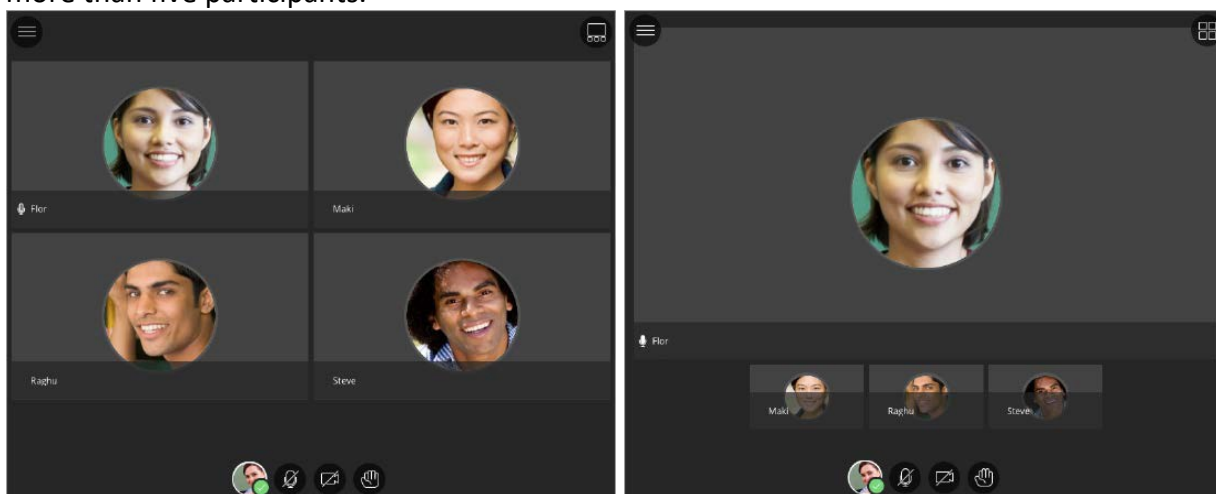 more than five participants.
Flor
Maki
Raghu
Steve
Flor
Maki
Raghu
Steve